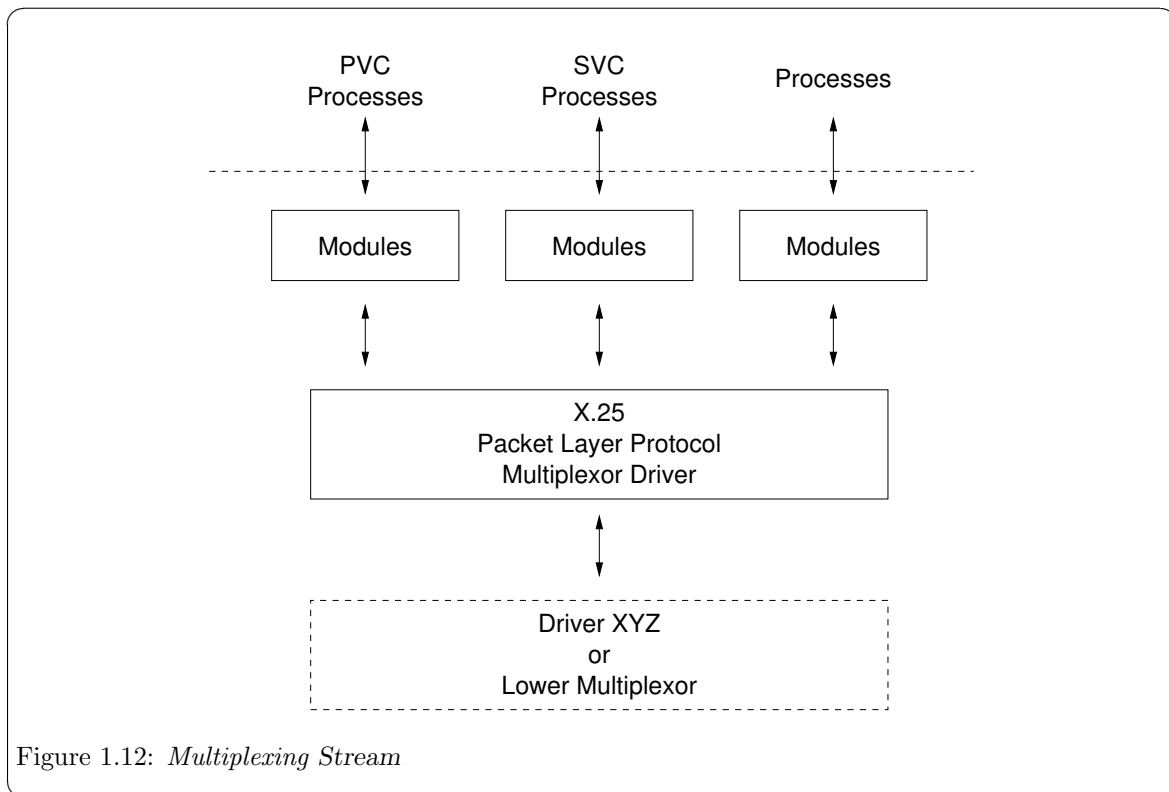 PVC
Processes
SVC
Processes
Processes
Modules
Modules
Modules
X.25
Packet Layer Protocol
Multiplexor Driver
Driver XYZ
or
Lower Multiplexor
Figure 1.12: Multiplexing Stream